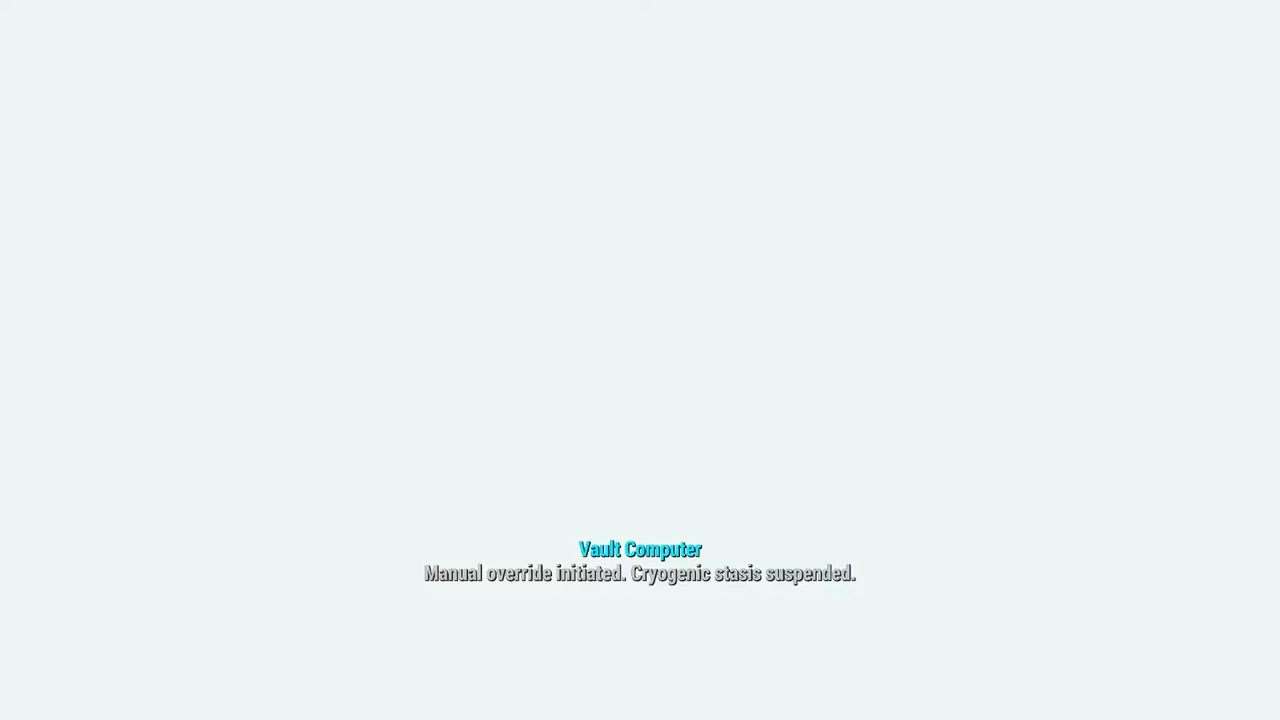 Vault Computer
Manual override initiated. Cryogenic stasis suspended.